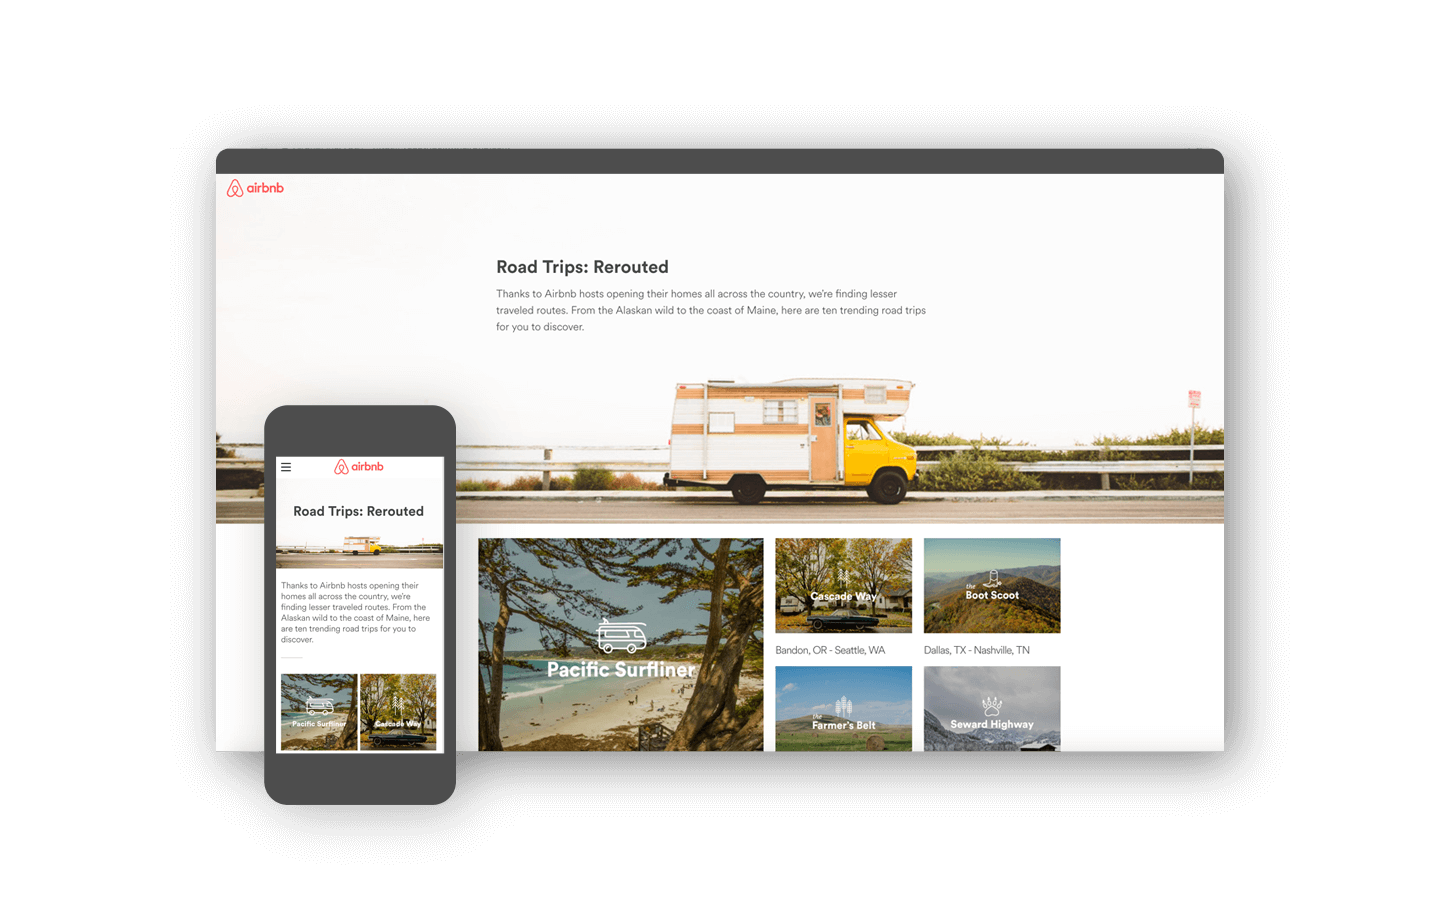 airbnb
Road Trips: Rerouted
Thanks to Airbnb hosts opening their homes all across the country, we're finding lesser
traveled routes. From the Alaskan wild to the coast of Maine, here are ten trending road trips
for you to discover.
Pacific Surfliner
Cascade Way
Bandon, OR - Seattle, WA
the
Boot Scoot
Dallas, TX - Nashville, TN
the
Farmer's Belt
Seward Highway
airbnb
Road Trips: Rerouted
Thanks to Airbnb hosts opening their
homes all across the country, we're
finding lesser traveled routes. From the
Alaskan wild to the coast of Maine, here
are ten trending road trips for you to
discover.
Pacific Surfliner
Cascade Way